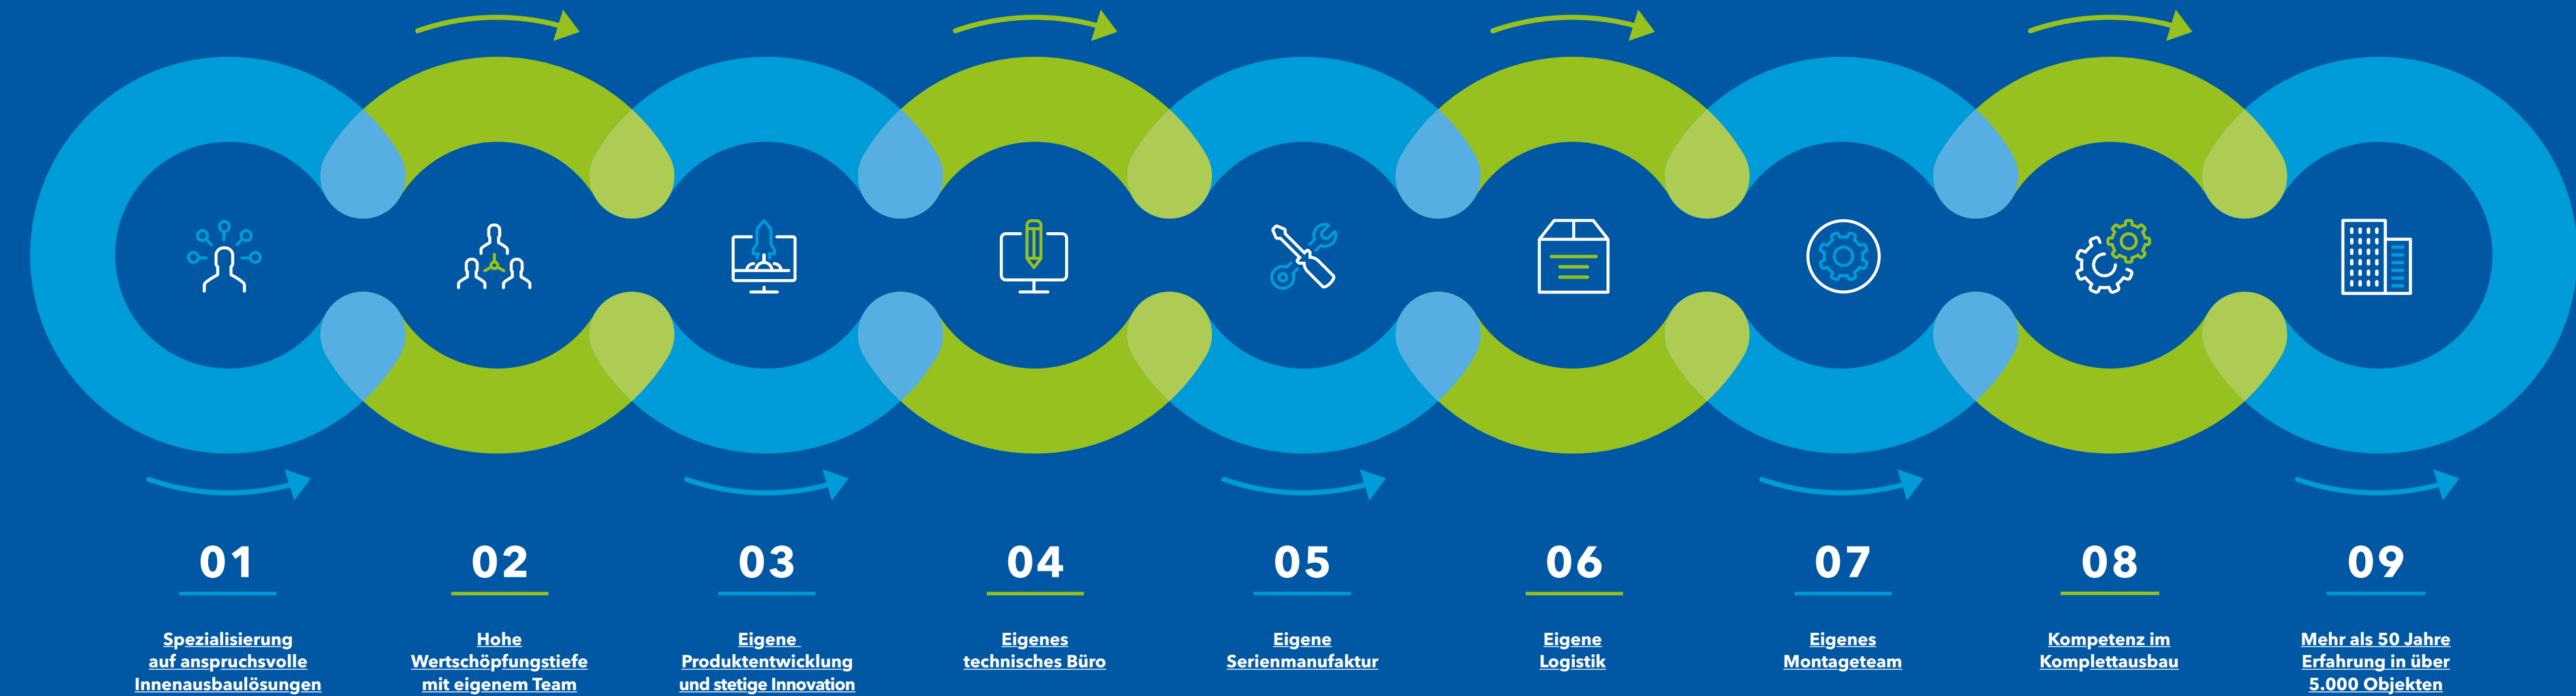 01
Spezialisierung
auf anspruchsvolle
Innenausbaulösungen
02
Hohe
Wertschöpfungstiefe
mit eigenem Team
03
Eigene
Produktentwicklung
und stetige Innovation
04
Eigenes
technisches Büro
05
Eigene
Serienmanufaktur
06
Eigene
Logistik
07
Eigenes
Montageteam
08
Kompetenz im
Komplettausbau
09
Mehr als 50 Jahre
Erfahrung in über
5.000 Objekten